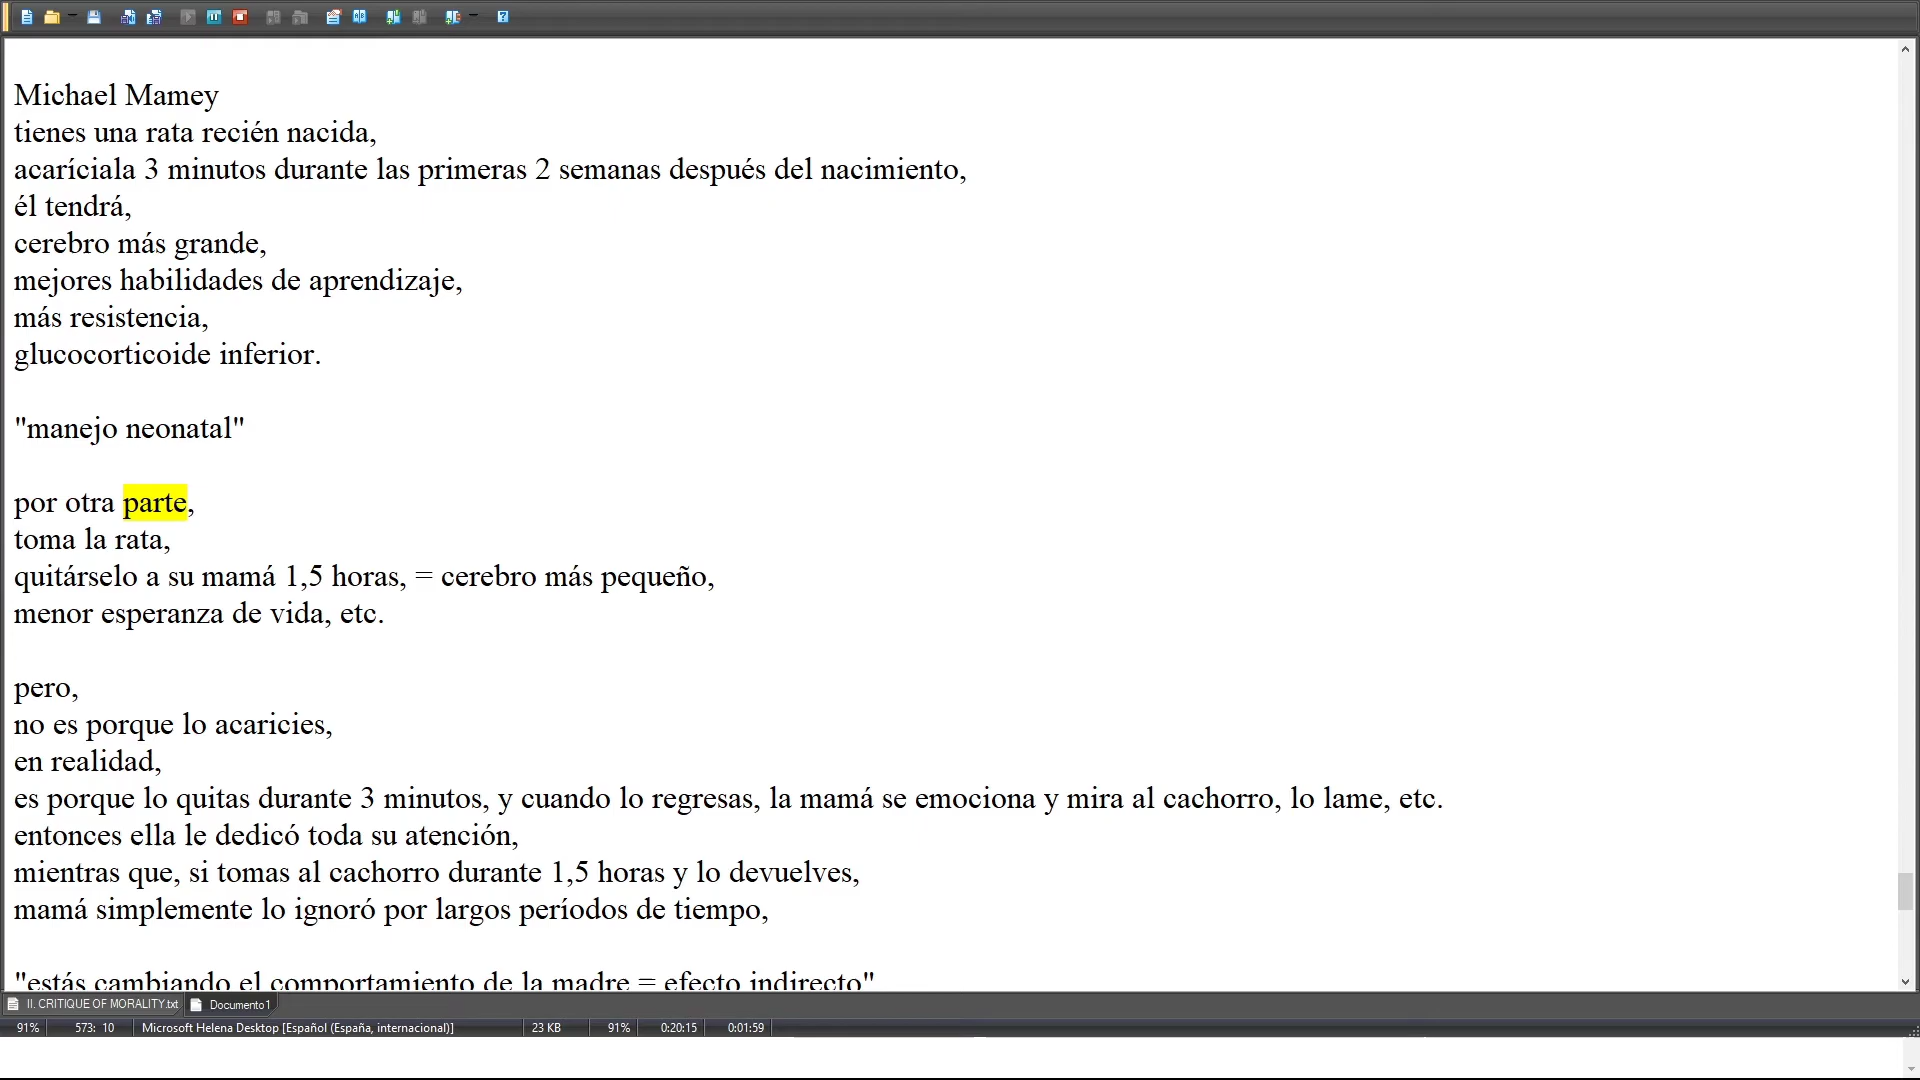 Michael Mamey
tienes una rata recién nacida,
acaríciala 3 minutos durante las primeras 2 semanas después del nacimiento,
él tendrá,
cerebro más grande,
mejores habilidades de aprendizaje,
más resistencia,
glucocorticoide inferior.
"manejo neonatal"
por otra parte,
toma la rata,
quitárselo a su mamá 1,5 horas, = cerebro más pequeño,
menor esperanza de vida, etc.
pero,
no es porque lo acaricies,
en realidad,
es porque lo quitas durante 3 minutos, y cuando lo regresas, la mamá se emociona y mira al cachorro, lo lame, etc.
entonces ella le dedicó toda su atención,
mientras que, si tomas al cachorro durante 1,5 horas y lo devuelves,
mamá simplemente lo ignoró por largos períodos de tiempo,
"estás cambiando el comportamiento de la madre = efecto indirecto"
II. CRITIQUE OF MORALITY.txt Documento1
91% 573: 10 Microsoft Helena Desktop [Español (España, internacional)] 23 KB 91% 0:20:15 0:01:59